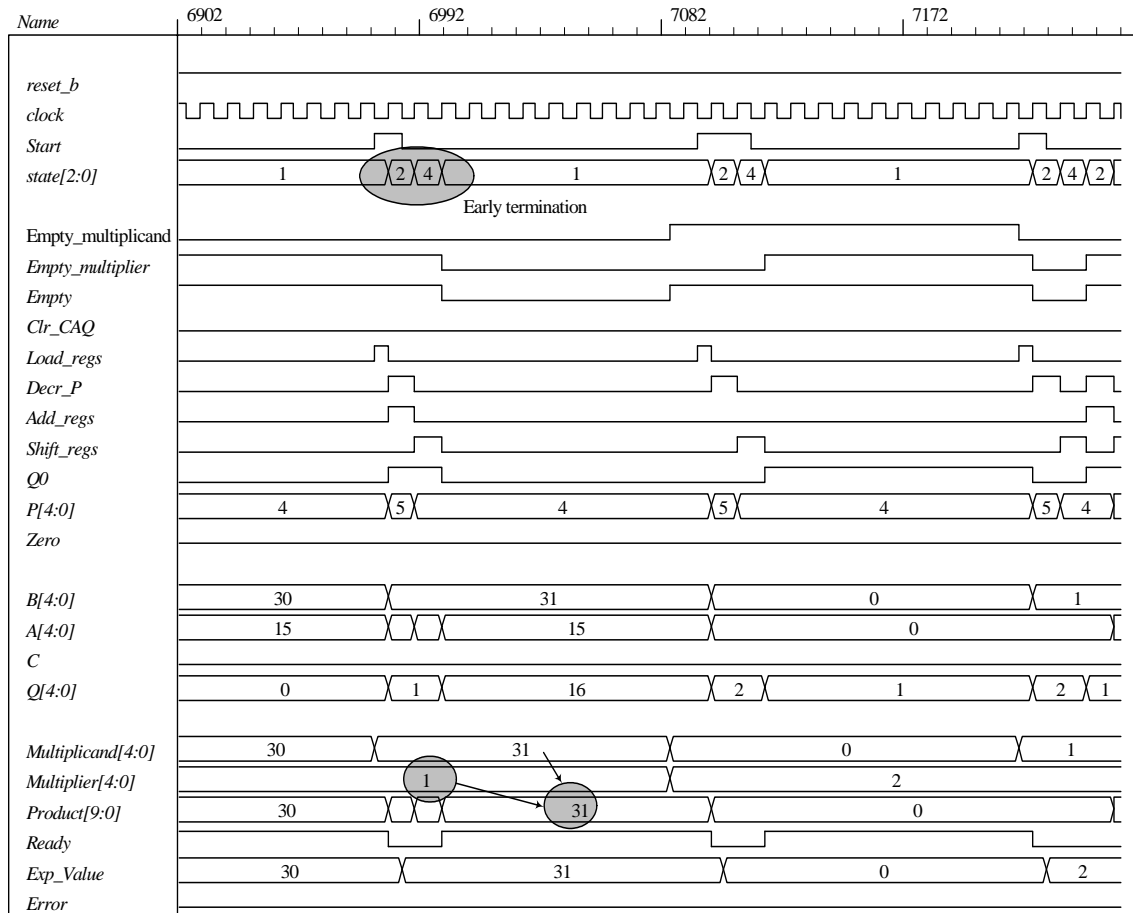 Name 6902 6992 7082 7172
reset_b
clock
Start
state[2:0] 1 2 4 1 2 4 1 2 4 2
Early termination
Empty_multiplicand
Empty_multiplier
Empty
Clr_CAQ
Load_regs
Decr_P
Add_regs
Shift_regs
Q0
P[4:0] 4 5 4 5 4 5 4
Zero
B[4:0] 30 31 0 1
A[4:0] 15 15 0
C
Q[4:0] 0 1 16 2 1 2 1
Multiplicand[4:0] 30 31 0 1
Multiplier[4:0] 1 2
Product[9:0] 30 31 0
Ready
Exp_Value 30 31 0 2
Error